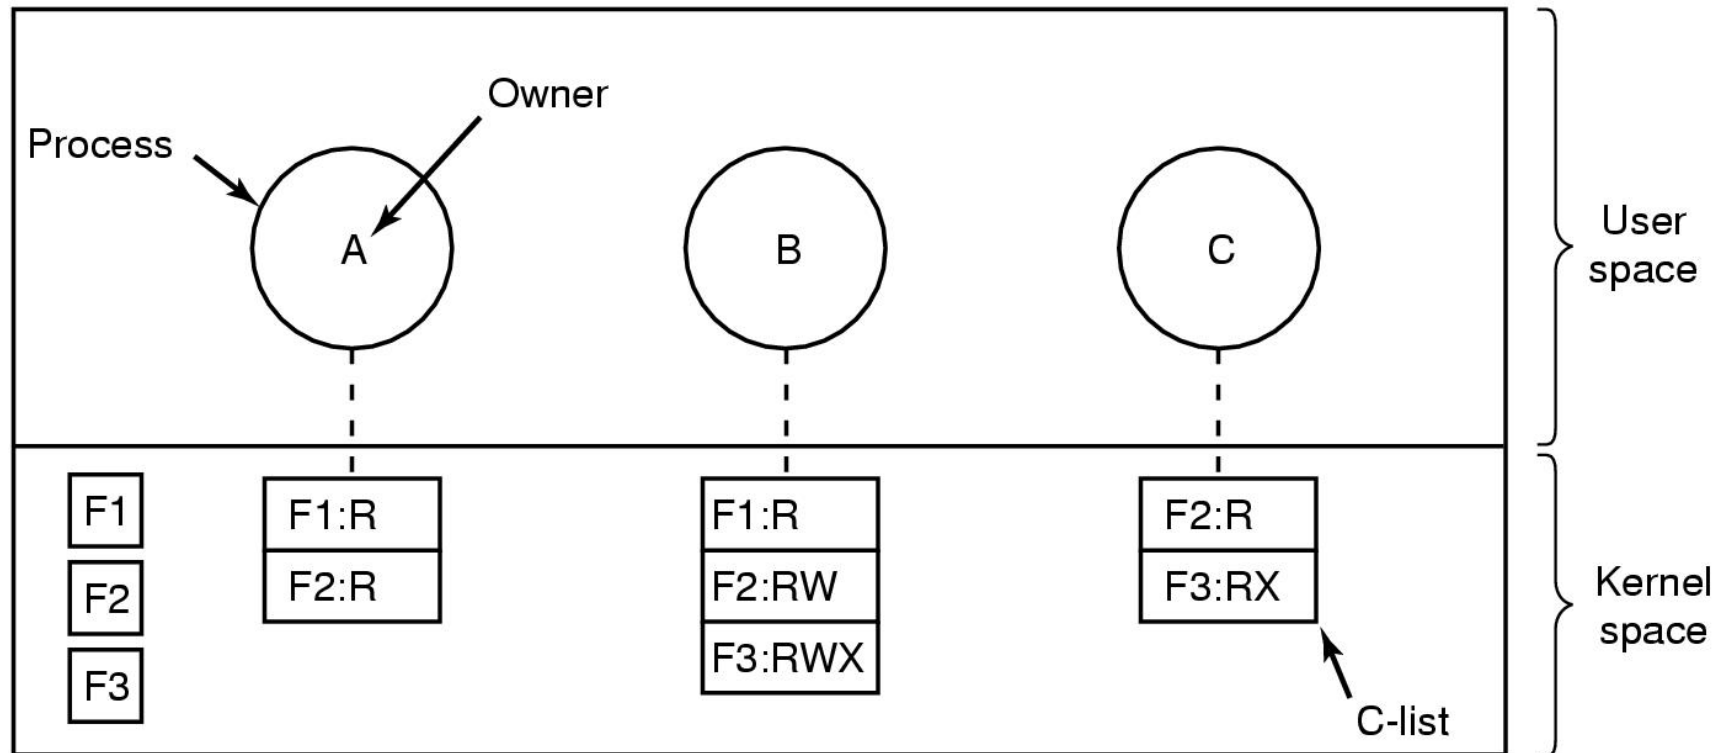 Owner
Process
A
B
C
User
space
F1
F2
F3
F1:R
F2:R
F1:R
F2:RW
F3:RWX
F2:R
F3:RX
C-list
Kernel
space